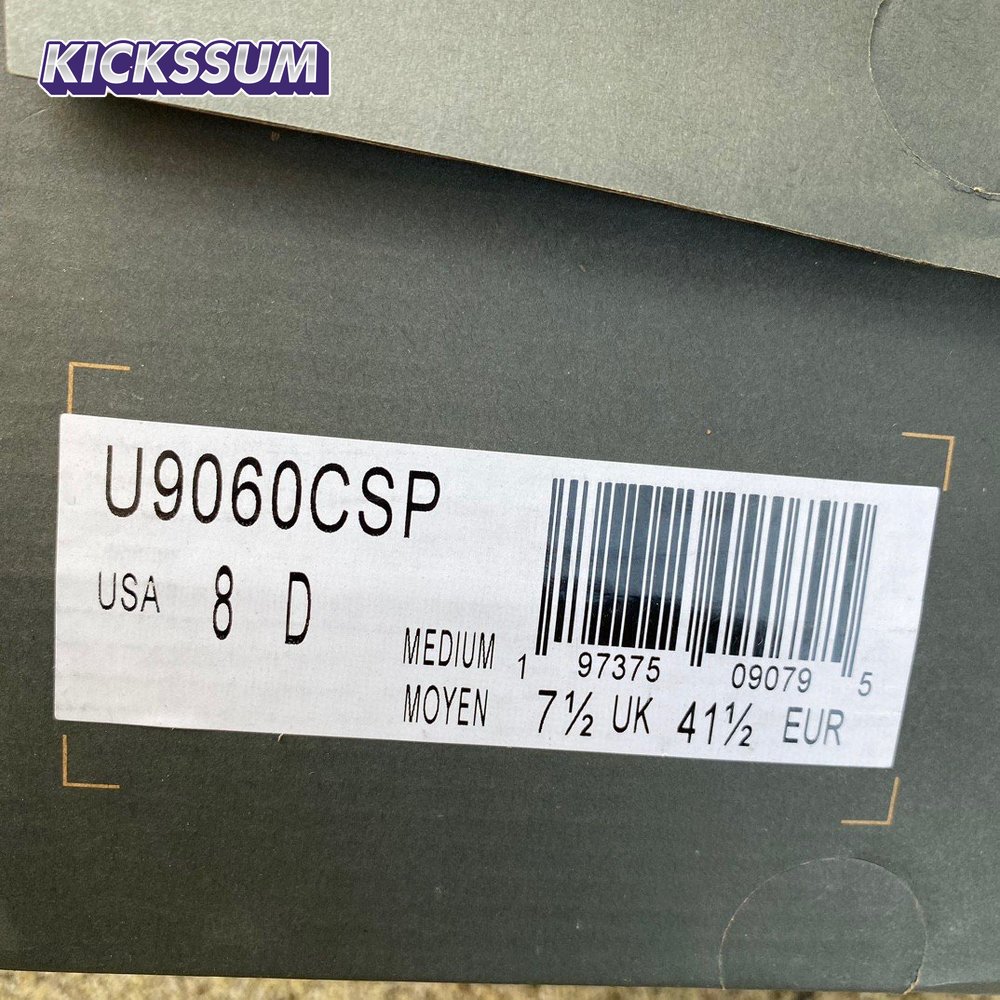 KICKSSUM
U9060CSP
USA 8 D
MEDIUM
MOYEN
1 97375 09079 5
7½ UK 41½ EUR